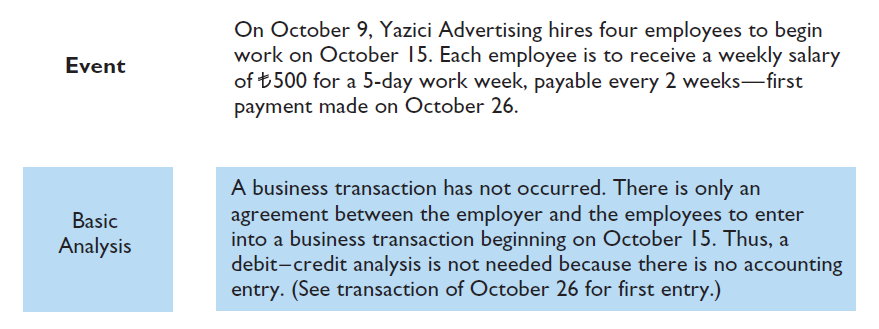 Event
On October 9, Yazici Advertising hires four employees to begin
work on October 15. Each employee is to receive a weekly salary
of ₺500 for a 5-day work week, payable every 2 weeks—first
payment made on October 26.
Basic
Analysis
A business transaction has not occurred. There is only an
agreement between the employer and the employees to enter
into a business transaction beginning on October 15. Thus, a
debit–credit analysis is not needed because there is no accounting
entry. (See transaction of October 26 for first entry.)